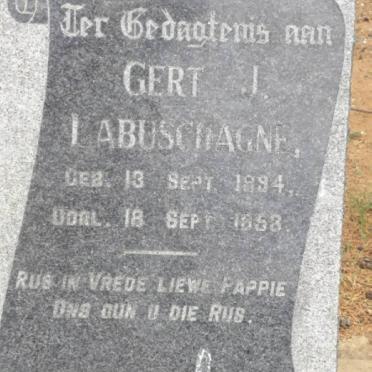 Ter Gedagtenis aan
GERT J.
LABUSCHAGNE,
GEB. 13 SEPT. 1894,
OORL. 18 SEPT. 1958.
RUS IN VREDE LIEWE PAPPIE
ONS GUN U DIE RUS.